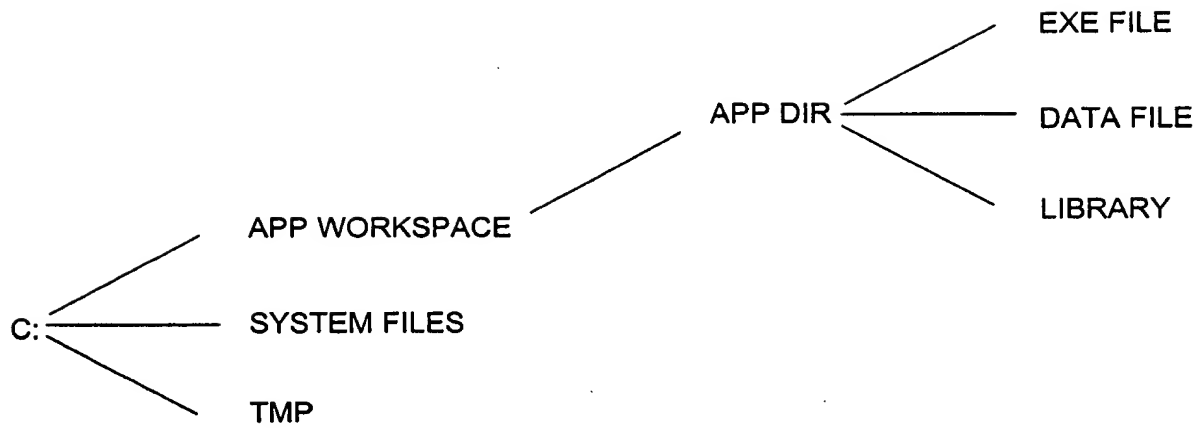 EXE FILE
APP DIR
DATA FILE
LIBRARY
APP WORKSPACE
C:
SYSTEM FILES
TMP